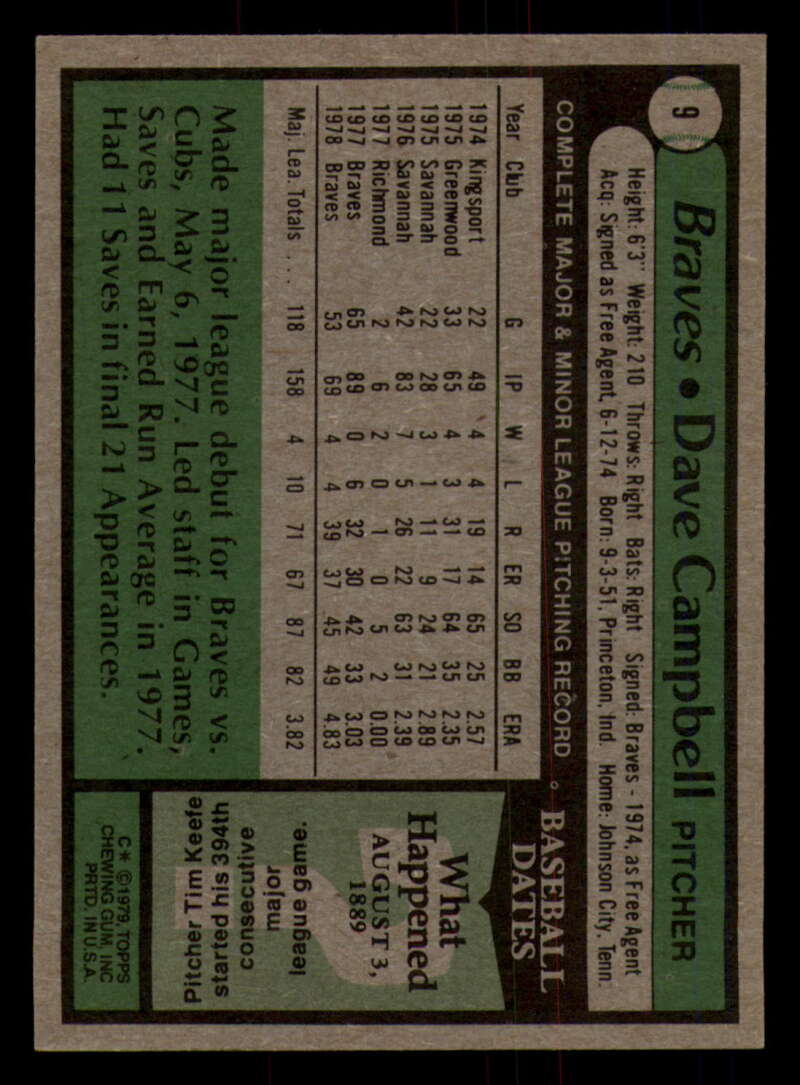 9
Braves • Dave Campbell PITCHER
Height: 6'3" Weight: 210 Throws: Right Bats: Right Signed: Braves - 1974, as Free Agent
Acq: Signed as Free Agent, 6-12-74 Born: 9-3-51, Princeton, Ind. Home: Johnson City, Tenn.
COMPLETE MAJOR & MINOR LEAGUE PITCHING RECORD
Year Club G IP W L R ER SO BB ERA
1974 Kingsport 22 49 4 4 19 14 65 25 2.57
1975 Greenwood 33 65 4 3 31 17 64 35 2.35
1975 Savannah 22 28 3 1 11 9 24 21 2.89
1976 Savannah 42 83 7 5 26 22 63 31 2.39
1977 Richmond 2 6 2 0 1 0 5 2 0.00
1977 Braves 65 89 0 6 32 30 42 33 3.03
1978 Braves 53 69 4 4 39 37 45 49 4.83
Maj. Lea. Totals . . . 118 158 4 10 71 67 87 82 3.82
Made major league debut for Braves vs.
Cubs, May 6, 1977. Led staff in Games,
Saves and Earned Run Average in 1977.
Had 11 Saves in final 21 Appearances.
BASEBALL
DATES
What
Happened
AUGUST 3,
1889
Pitcher Tim Keefe
started his 394th
consecutive
major
league game.
C* ©1979, TOPPS
CHEWING GUM, INC
PRTD. IN U.S.A.